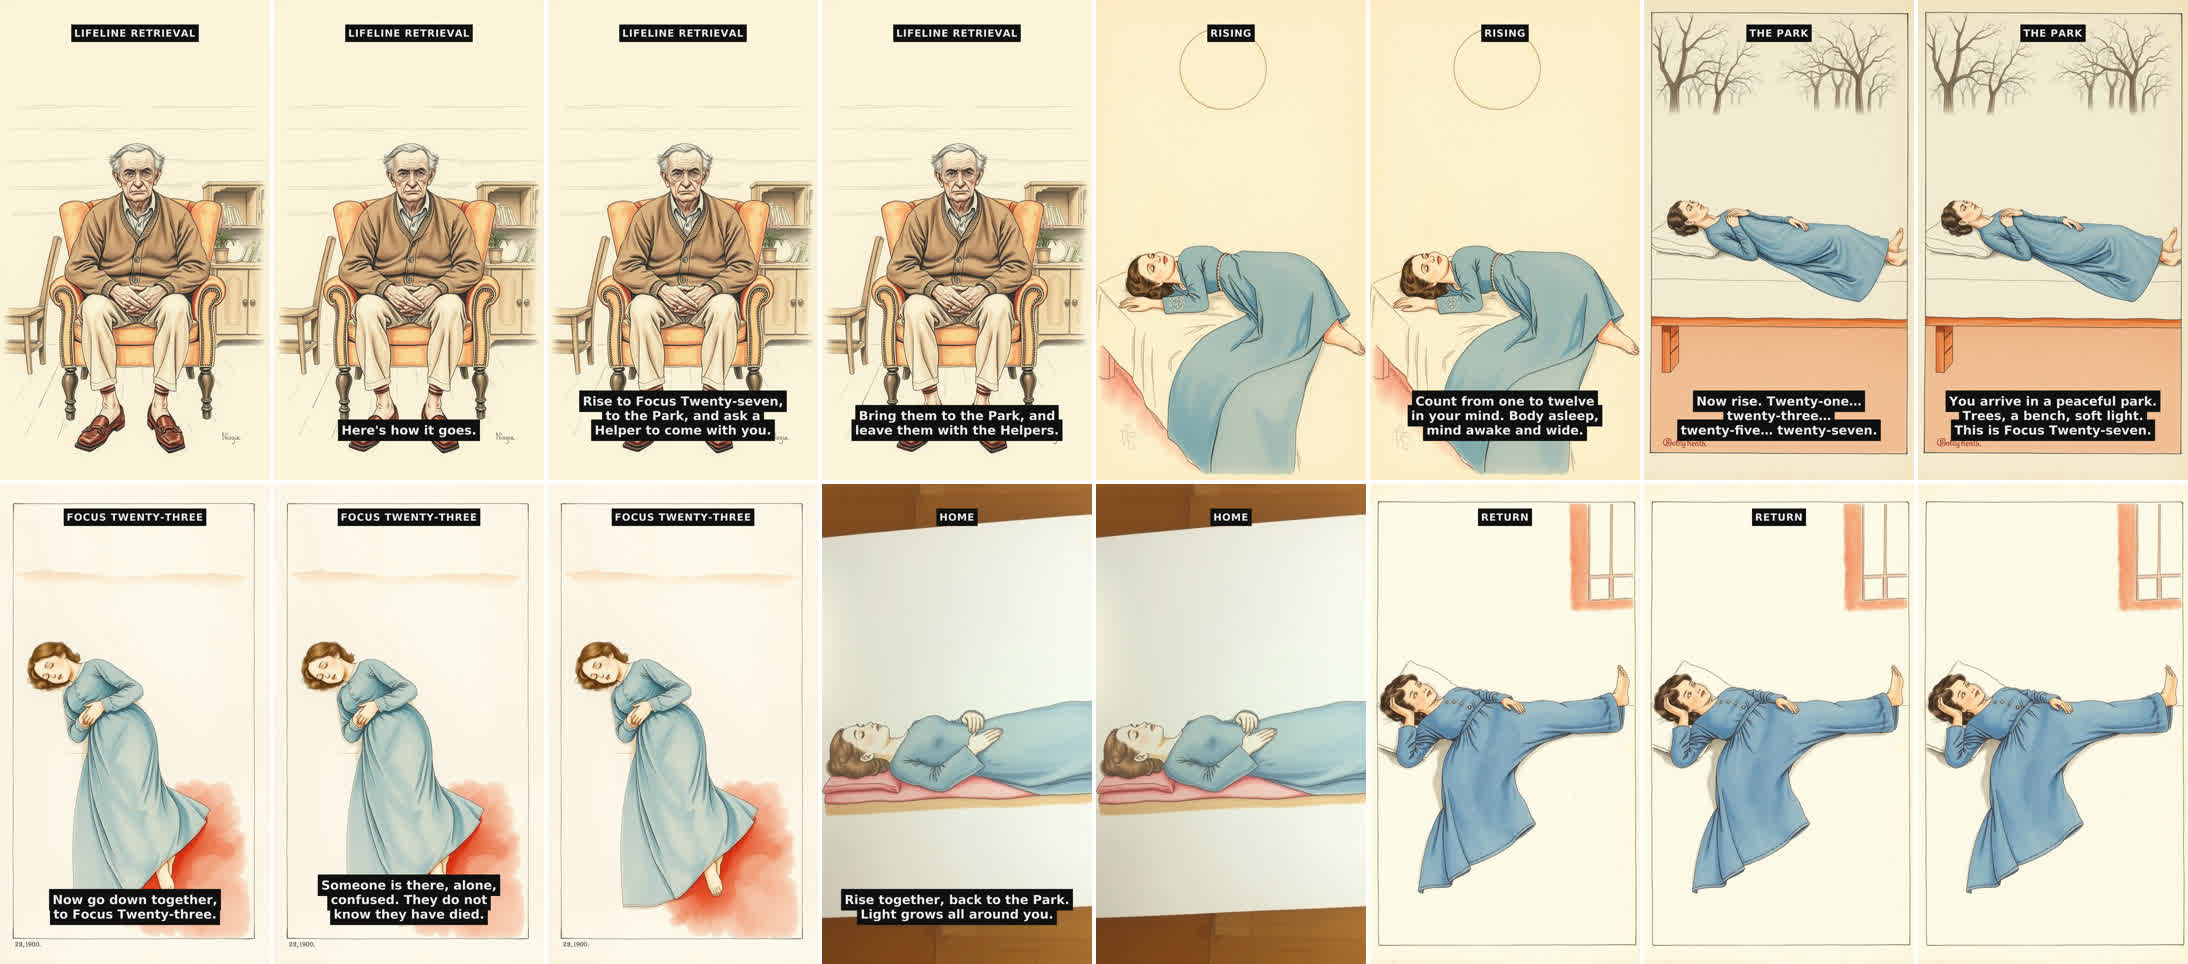 LIFELINE RETRIEVAL
LIFELINE RETRIEVAL
Here's how it goes.
LIFELINE RETRIEVAL
Rise to Focus Twenty-seven,
to the Park, and ask a
Helper to come with you.
LIFELINE RETRIEVAL
Bring them to the Park, and
leave them with the Helpers.
RISING
RISING
Count from one to twelve
in your mind. Body asleep,
mind awake and wide.
THE PARK
Now rise. Twenty-one...
twenty-three...
twenty-five... twenty-seven.
THE PARK
You arrive in a peaceful park.
Trees, a bench, soft light.
This is Focus Twenty-seven.
FOCUS TWENTY-THREE
Now go down together,
to Focus Twenty-three.
FOCUS TWENTY-THREE
Someone is there, alone,
confused. They do not
know they have died.
FOCUS TWENTY-THREE
HOME
Rise together, back to the Park.
Light grows all around you.
HOME
RETURN
RETURN